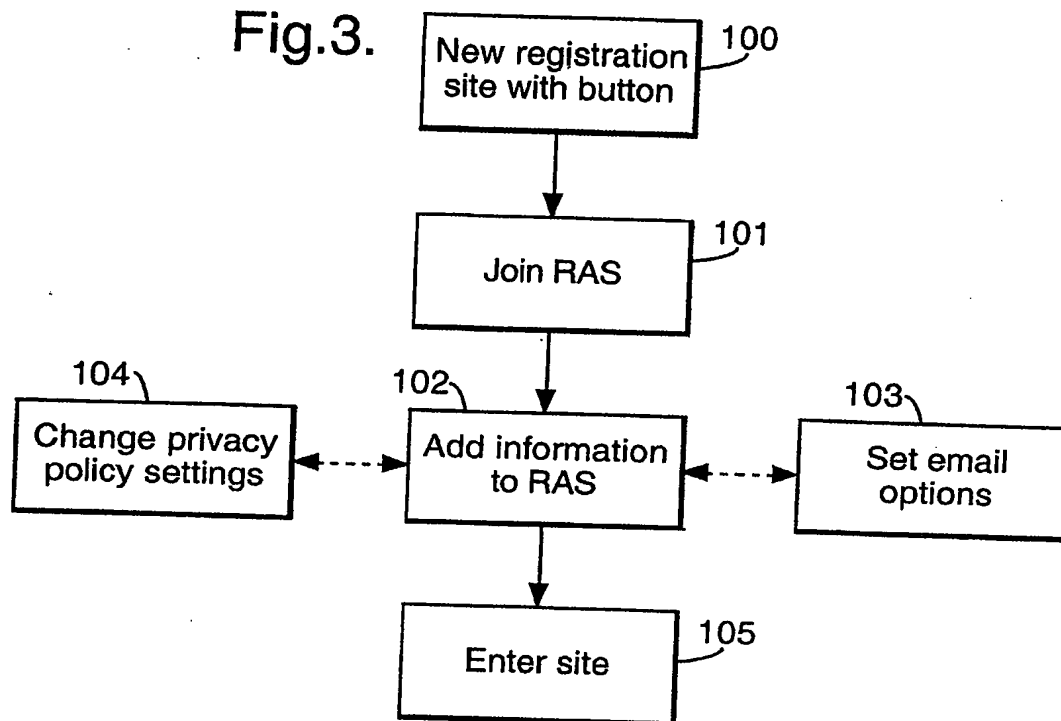 Fig.3.
New registration
site with button
100
Join RAS
101
104
Change privacy
policy settings
102
Add information
to RAS
103
Set email
options
Enter site
105